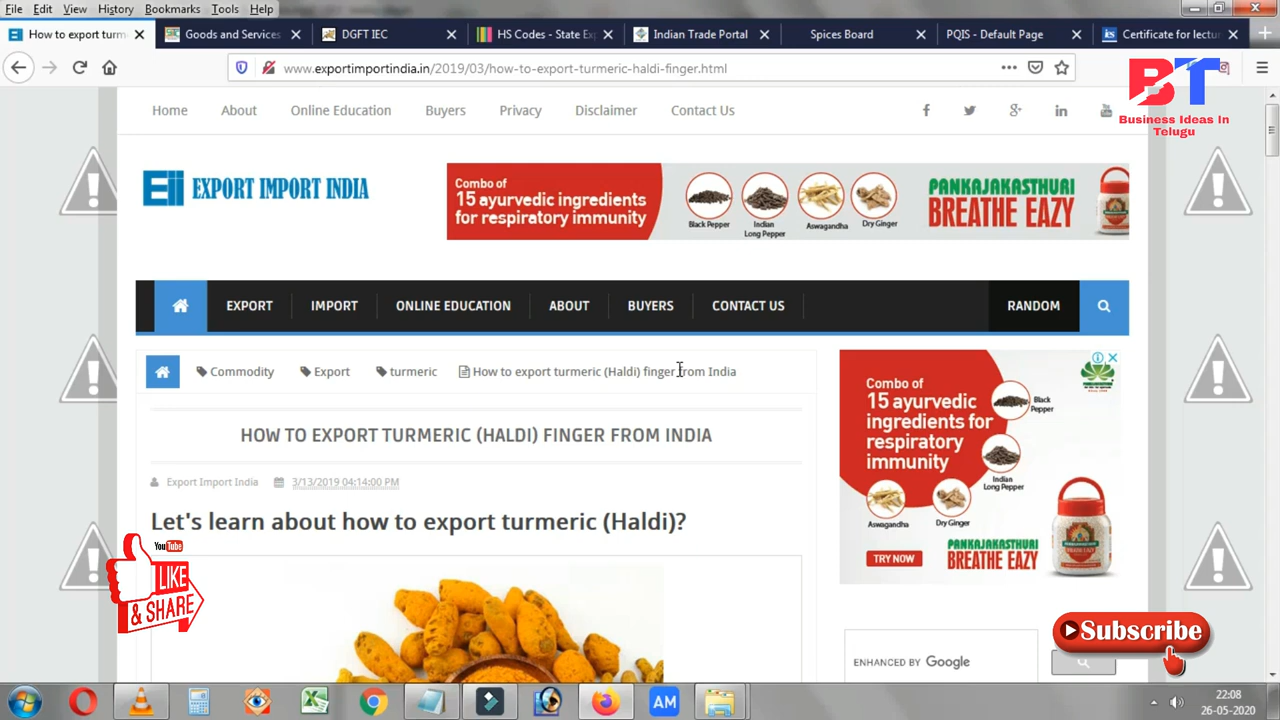 File Edit View History Bookmarks Tools Help
How to export turm
Goods and Services
DGFT IEC
HS Codes - State Exp
Indian Trade Portal
Spices Board
PQIS - Default Page
Certificate for lectur
www.exportimportindia.in/2019/03/how-to-export-turmeric-haldi-finger.html
BT
Business Ideas In
Telugu
Home About Online Education Buyers Privacy Disclaimer Contact Us
EXPORT IMPORT INDIA
Combo of
15 ayurvedic ingredients
for respiratory immunity
Black Pepper
Indian
Long Pepper
Aswagandha
Dry Ginger
PANKAJAKASTHURI
BREATHE EAZY
EXPORT IMPORT ONLINE EDUCATION ABOUT BUYERS CONTACT US RANDOM
Commodity Export turmeric How to export turmeric (Haldi) finger from India
HOW TO EXPORT TURMERIC (HALDI) FINGER FROM INDIA
Export Import India 3/13/2019 04:14:00 PM
Let's learn about how to export turmeric (Haldi)?
Combo of
15 ayurvedic
ingredients for
respiratory
immunity
Black
Pepper
Indian
Long Pepper
Aswagandha
Dry Ginger
TRY NOW
PANKAJAKASTHURI
BREATHE EAZY
YouTube
LIKE
& SHARE
Subscribe
ENHANCED BY Google
AM
22:08
26-05-2020